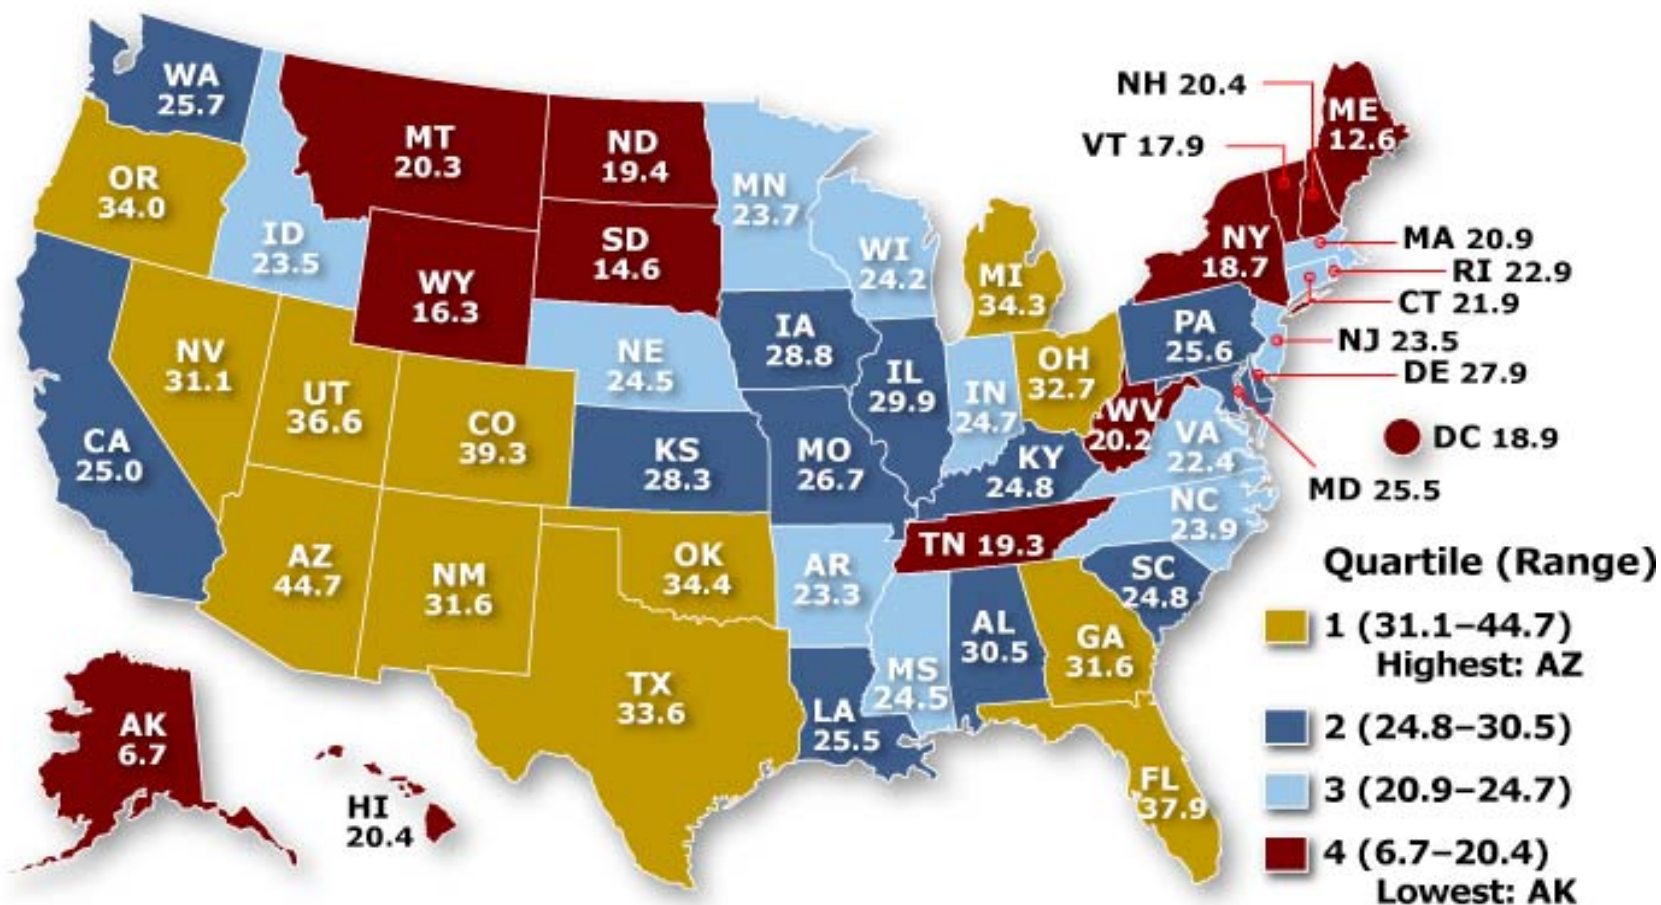 WA
25.7
OR
34.0
CA
25.0
ID
23.5
NV
31.1
MT
20.3
WY
16.3
UT
36.6
AZ
44.7
CO
39.3
NM
31.6
ND
19.4
SD
14.6
NE
24.5
KS
28.3
OK
34.4
TX
33.6
MN
23.7
IA
28.8
MO
26.7
AR
23.3
LA
25.5
WI
24.2
IL
29.9
MI
34.3
IN
24.7
OH
32.7
KY
24.8
TN 19.3
MS
24.5
AL
30.5
GA
31.6
FL
37.9
SC
24.8
NC
23.9
VA
22.4
WV
20.2
PA
25.6
NY
18.7
ME
12.6
NH 20.4
VT 17.9
MA 20.9
RI 22.9
CT 21.9
NJ 23.5
DE 27.9
DC 18.9
MD 25.5
AK
6.7
HI
20.4
Quartile (Range)
1 (31.1–44.7)
Highest: AZ
2 (24.8–30.5)
3 (20.9–24.7)
4 (6.7–20.4)
Lowest: AK